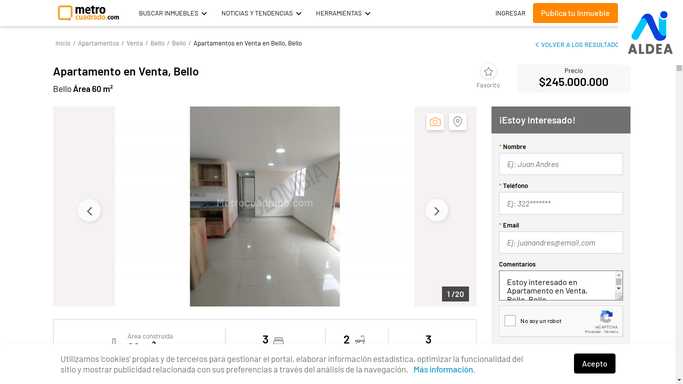 metro
cuadrado.com
BUSCAR INMUEBLES
NOTICIAS Y TENDENCIAS
HERRAMIENTAS
INGRESAR
Publica tu Inmueble
ALDEA
Inicio / Apartamentos / Venta / Bello / Bello / Apartamentos en Venta en Bello, Bello
< VOLVER A LOS RESULTADO
Apartamento en Venta, Bello
Bello Área 60 m²
Favorito
Precio
$245.000.000
Metrocuadrado.com
1 / 20
¡Estoy Interesado!
* Nombre
Ej: Juan Andres
* Teléfono
Ej: 322*******
* Email
Ej: juanandres@email.com
Comentarios
Estoy interesado en
Apartamento en Venta,
Bello, Bello
No soy un robot
reCAPTCHA
Privacidad - Términos
Área construida
3
2
3
Utilizamos 'cookies' propias y de terceros para gestionar el portal, elaborar información estadística, optimizar la funcionalidad del
sitio y mostrar publicidad relacionada con sus preferencias a través del análisis de la navegación. Más información.
Acepto